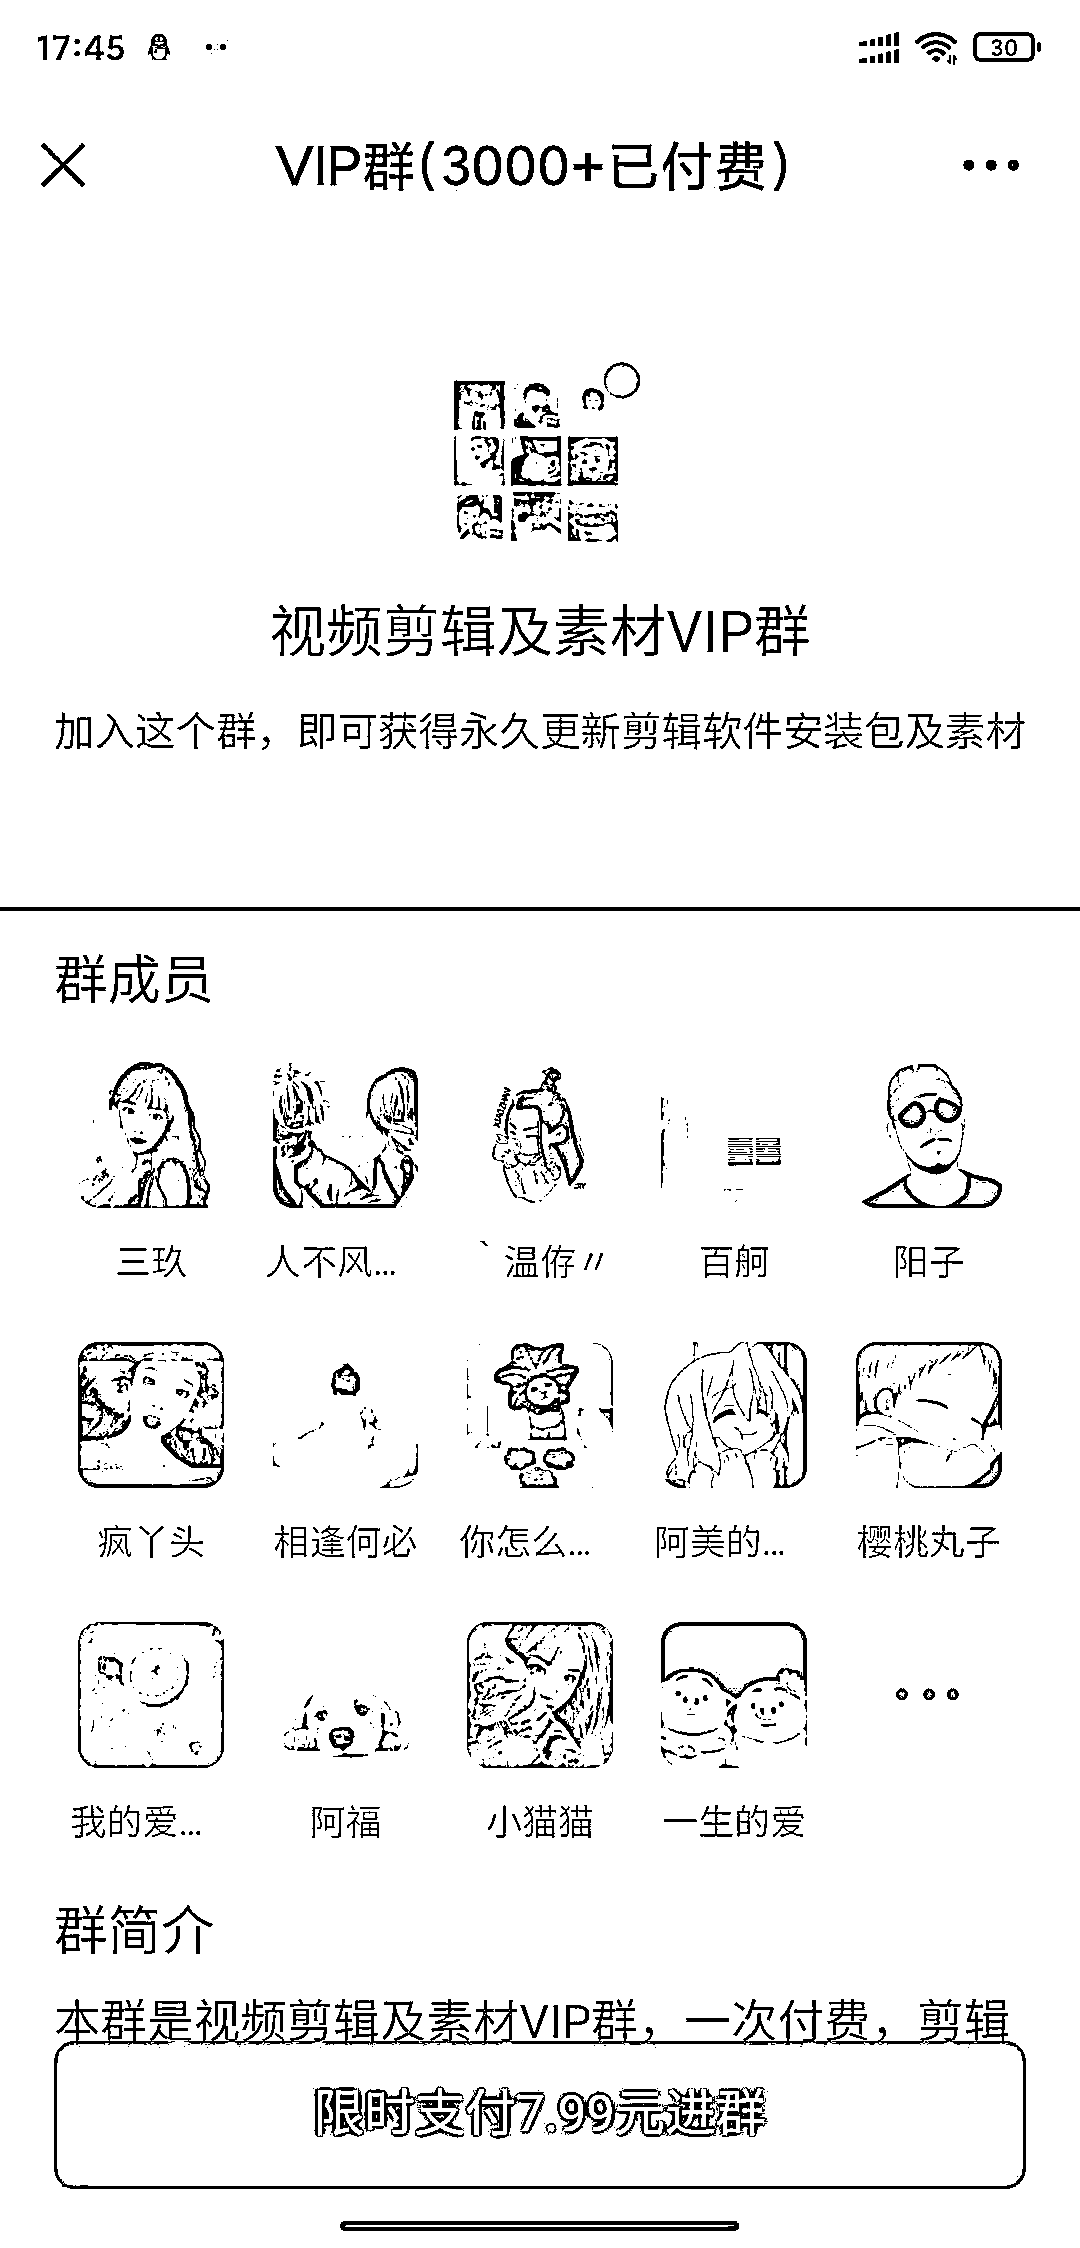 17:45
30
VIP群(3000+已付费)
视频剪辑及素材VIP群
加入这个群，即可获得永久更新剪辑软件安装包及素材
群成员
三玖 人不风... `温侟〃 百舸 阳子
疯丫头 相逢何必 你怎么... 阿美的... 樱桃丸子
我的爱... 阿福 小猫猫 一生的爱
群简介
本群是视频剪辑及素材VIP群，一次付费，剪辑
限时支付7.99元进群